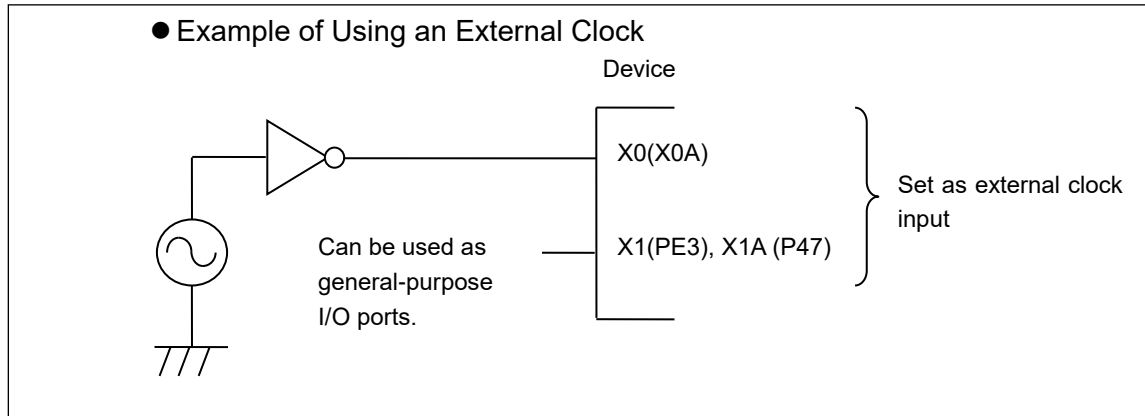 ● Example of Using an External Clock
Device
X0(X0A)
Set as external clock
input
Can be used as
general-purpose
I/O ports.
X1(PE3), X1A (P47)